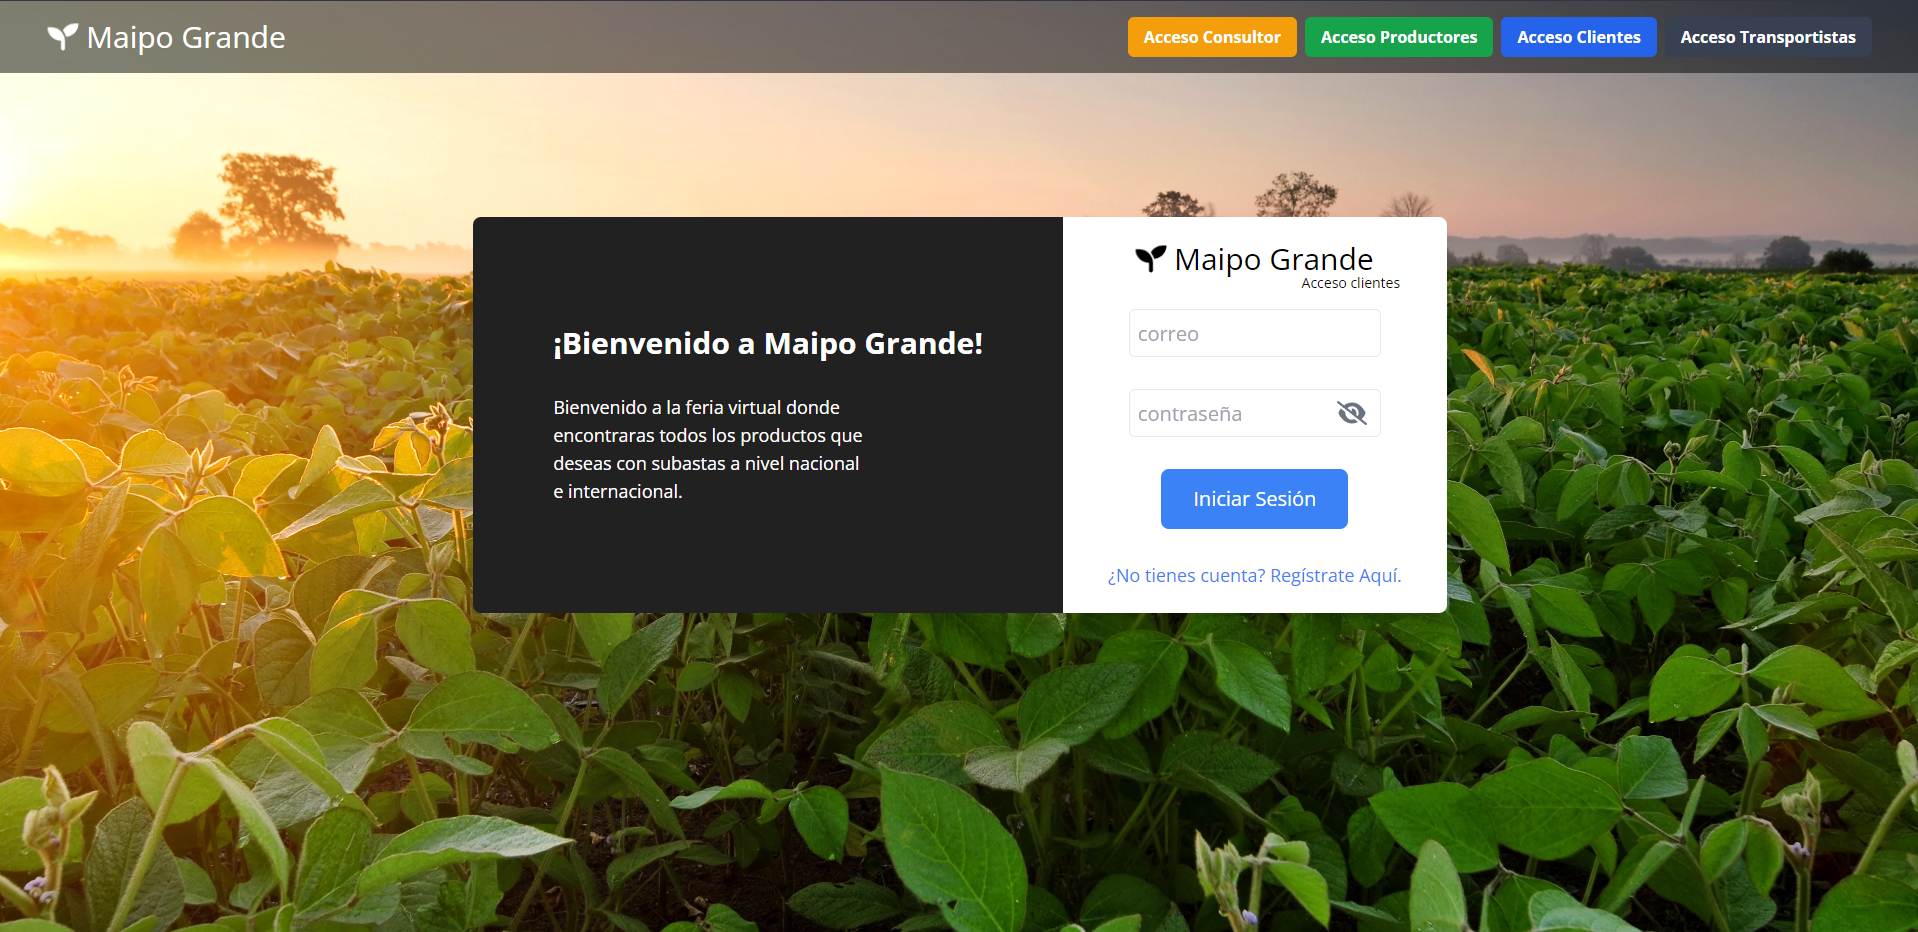 Maipo Grande
Acceso Consultor
Acceso Productores
Acceso Clientes
Acceso Transportistas
¡Bienvenido a Maipo Grande!
Bienvenido a la feria virtual donde
encontraras todos los productos que
deseas con subastas a nivel nacional
e internacional.
Maipo Grande
Acceso clientes
correo
contraseña
Iniciar Sesión
¿No tienes cuenta? Regístrate Aquí.